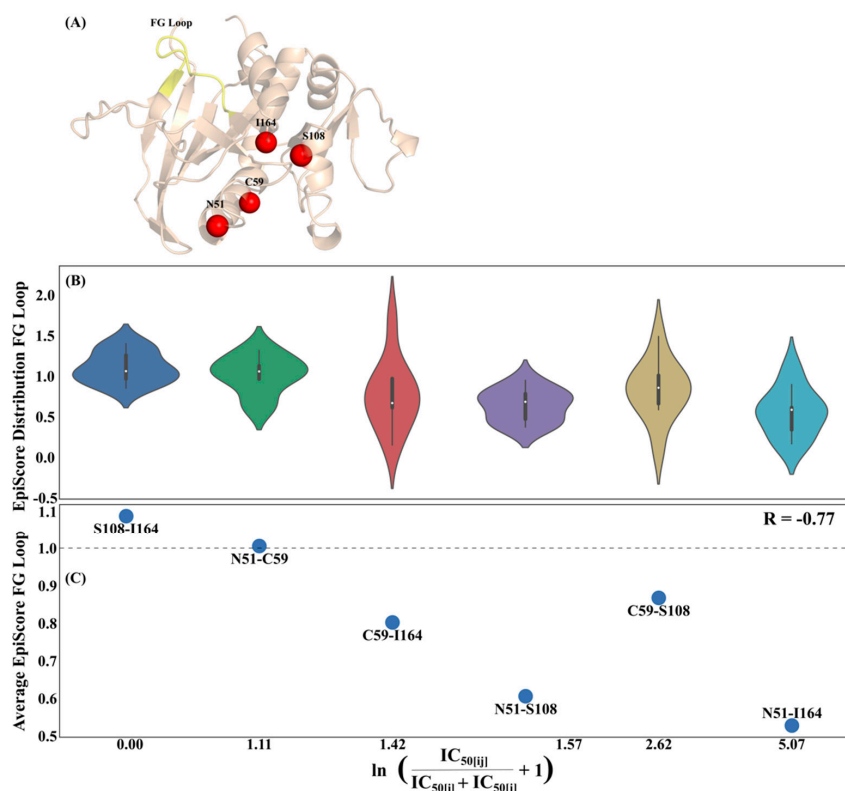 (A)
FG Loop
I164
S108
C59
N51
(B)
EpiScore Distribution FG Loop
2.0
1.5
1.0
0.5
0.0
-0.5
(C)
Average EpiScore FG Loop
1.1
1.0
0.9
0.8
0.7
0.6
0.5
R = -0.77
S108-I164
N51-C59
C59-I164
N51-S108
C59-S108
N51-I164
0.00 1.11 1.42 1.57 2.62 5.07
ln ( IC50[ij] / IC50[i] + IC50[j] + 1 )